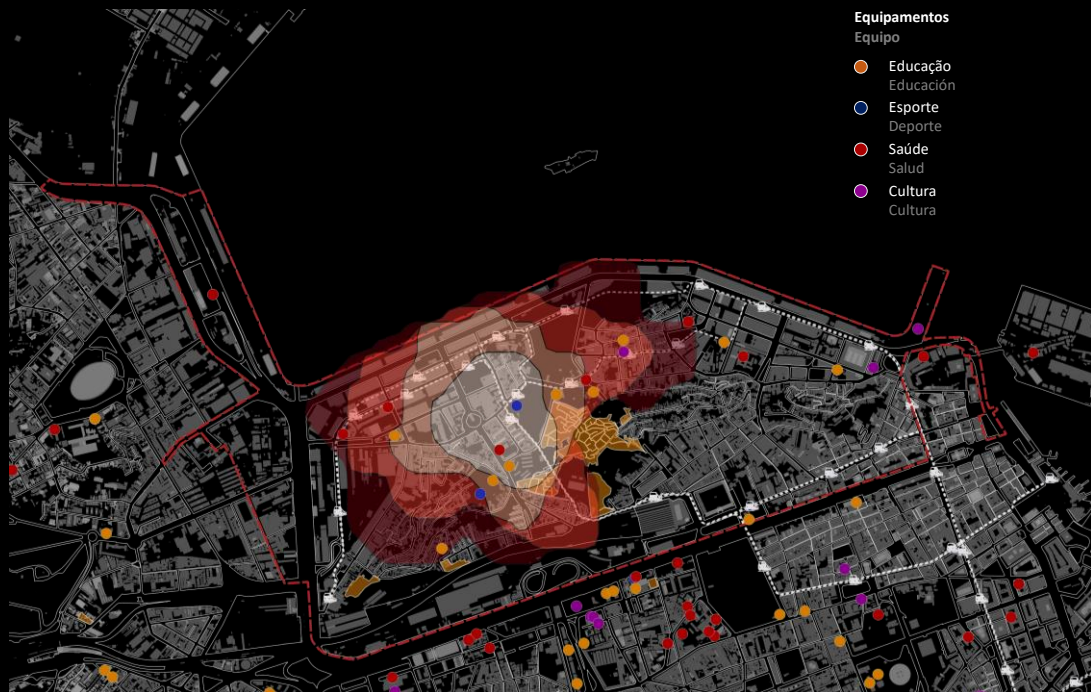 Equipamentos
Equipo
Educação
Educación
Esporte
Deporte
Saúde
Salud
Cultura
Cultura